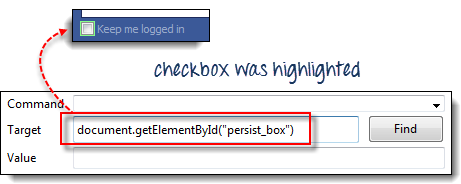 Keep me logged in
checkbox was highlighted
Command
Target document.getElementById("persist_box") Find
Value